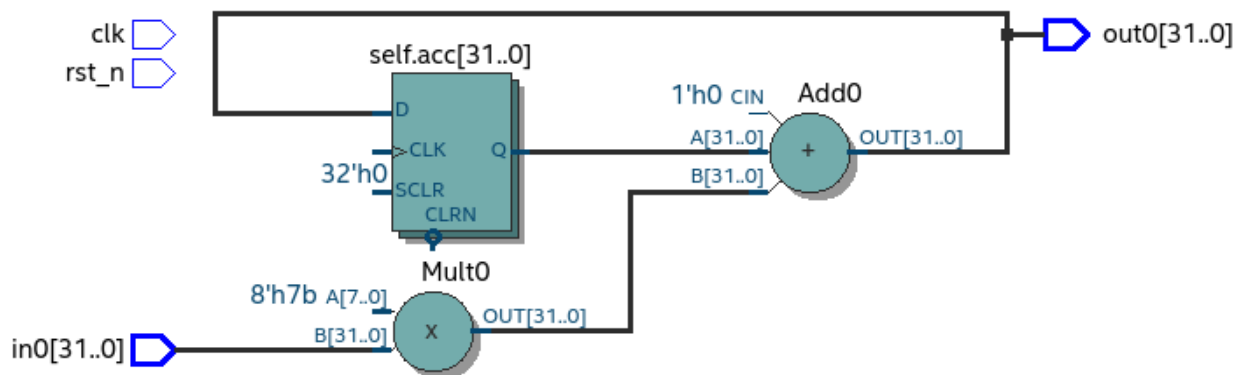 clk
rst_n
out0[31..0]
self.acc[31..0]
1'h0 CIN
Add0
D
A[31..0]
+
OUT[31..0]
CLK
Q
32'h0
SCLR
B[31..0]
CLRN
Mult0
8'h7b A[7..0]
OUT[31..0]
x
B[31..0]
in0[31..0]